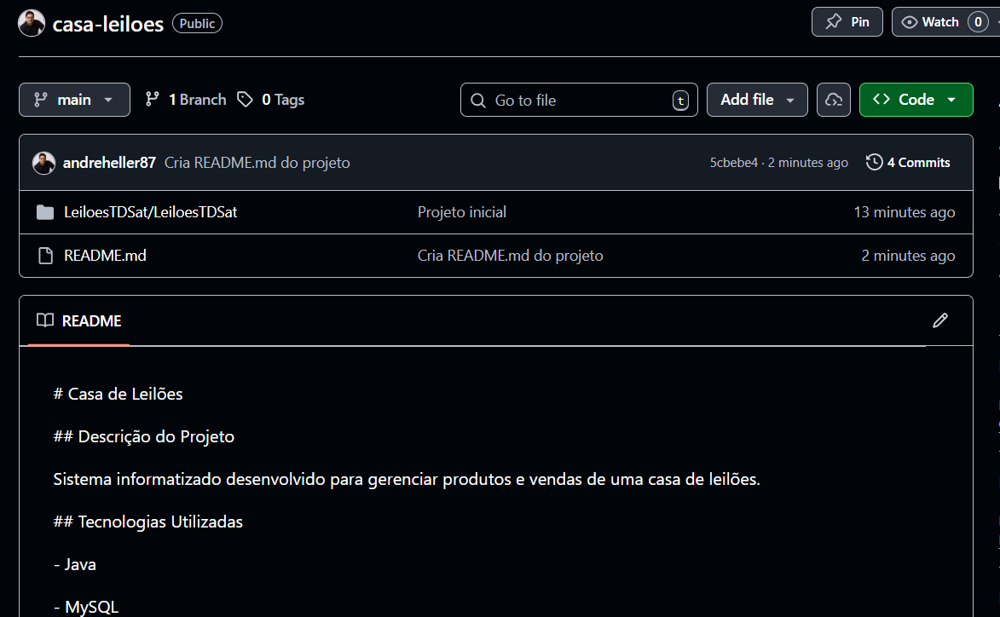 casa-leiloes Public Pin Watch 0
main 1 Branch 0 Tags Go to file t Add file <> Code
andreheller87 Cria README.md do projeto 5cbebe4 · 2 minutes ago 4 Commits
LeiloesTDSat/LeiloesTDSat Projeto inicial 13 minutes ago
README.md Cria README.md do projeto 2 minutes ago
README
# Casa de Leilões
## Descrição do Projeto
Sistema informatizado desenvolvido para gerenciar produtos e vendas de uma casa de leilões.
## Tecnologias Utilizadas
- Java
- MySQL